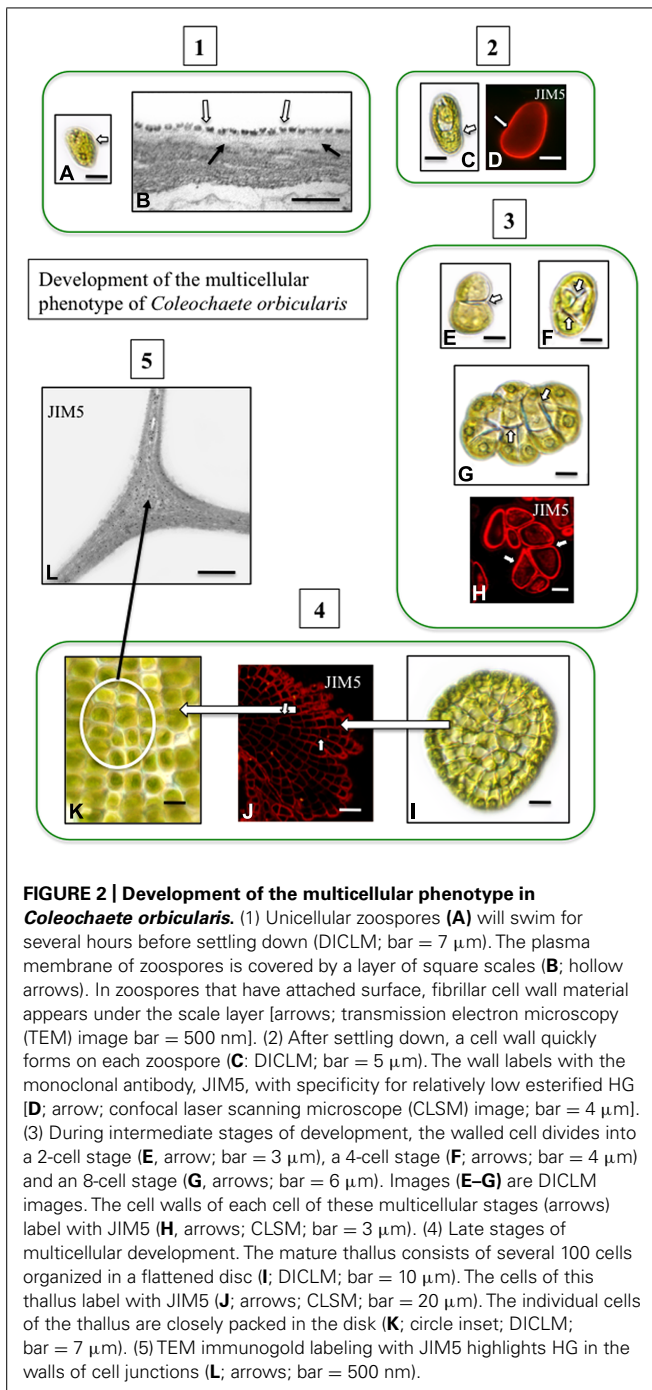 1
2
A
B
C
JIM5
D
3
Development of the multicellular
phenotype of Coleochaete orbicularis
E
F
G
JIM5
H
5
JIM5
L
4
K
JIM5
J
I
FIGURE 2 | Development of the multicellular phenotype in
Coleochaete orbicularis. (1) Unicellular zoospores (A) will swim for
several hours before settling down (DICLM; bar = 7 μm). The plasma
membrane of zoospores is covered by a layer of square scales (B; hollow
arrows). In zoospores that have attached surface, fibrillar cell wall material
appears under the scale layer [arrows; transmission electron microscopy
(TEM) image bar = 500 nm]. (2) After settling down, a cell wall quickly
forms on each zoospore (C: DICLM; bar = 5 μm). The wall labels with the
monoclonal antibody, JIM5, with specificity for relatively low esterified HG
[D; arrow; confocal laser scanning microscope (CLSM) image; bar = 4 μm].
(3) During intermediate stages of development, the walled cell divides into
a 2-cell stage (E, arrow; bar = 3 μm), a 4-cell stage (F; arrows; bar = 4 μm)
and an 8-cell stage (G, arrows; bar = 6 μm). Images (E–G) are DICLM
images. The cell walls of each cell of these multicellular stages (arrows)
label with JIM5 (H, arrows; CLSM; bar = 3 μm). (4) Late stages of
multicellular development. The mature thallus consists of several 100 cells
organized in a flattened disc (I; DICLM; bar = 10 μm). The cells of this
thallus label with JIM5 (J; arrows; CLSM; bar = 20 μm). The individual cells
of the thallus are closely packed in the disk (K; circle inset; DICLM;
bar = 7 μm). (5) TEM immunogold labeling with JIM5 highlights HG in the
walls of cell junctions (L; arrows; bar = 500 nm).